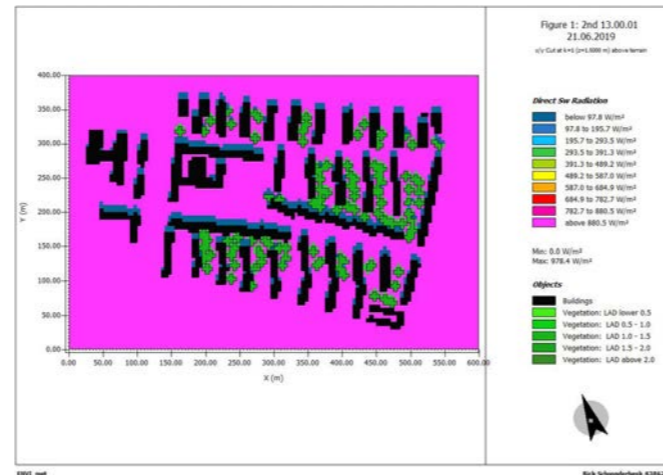 Figure 1: 2nd 13.00.01
21.06.2019
x/y Cut at k=1 (z=1.0000 m) above terrain
Direct Sw Radiation
below 97.8 W/m²
97.8 to 195.7 W/m²
195.7 to 293.5 W/m²
293.5 to 391.3 W/m²
391.3 to 489.2 W/m²
489.2 to 587.0 W/m²
587.0 to 684.9 W/m²
684.9 to 782.7 W/m²
782.7 to 880.5 W/m²
above 880.5 W/m²
Min: 0.0 W/m²
Max: 978.4 W/m²
Objects
Buildings
Vegetation: LAD lower 0.5
Vegetation: LAD 0.5 - 1.0
Vegetation: LAD 1.0 - 1.5
Vegetation: LAD 1.5 - 2.0
Vegetation: LAD above 2.0
400.00
350.00
300.00
250.00
200.00
150.00
100.00
50.00
0.00
Y (m)
0.00 50.00 100.00 150.00 200.00 250.00 300.00 350.00 400.00 450.00 500.00 550.00 600.00
X (m)